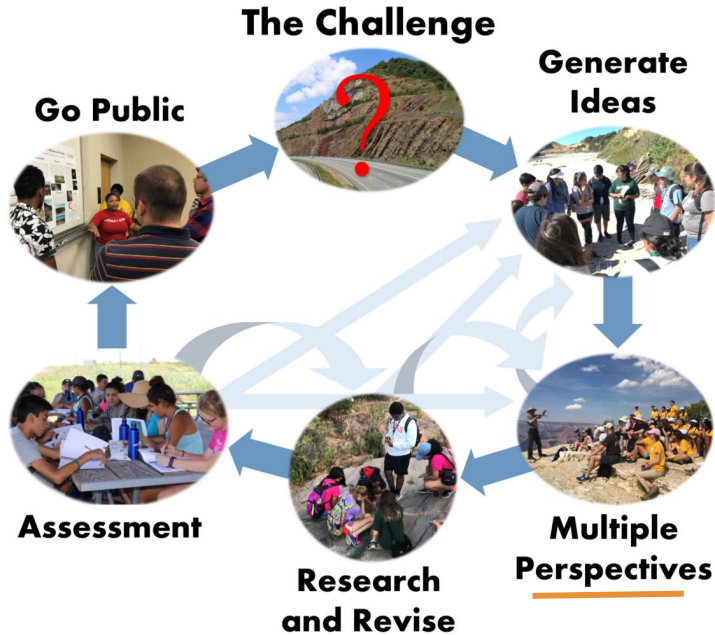 The Challenge
Generate
Ideas
Go Public
?
Assessment
Multiple
Perspectives
Research
and Revise